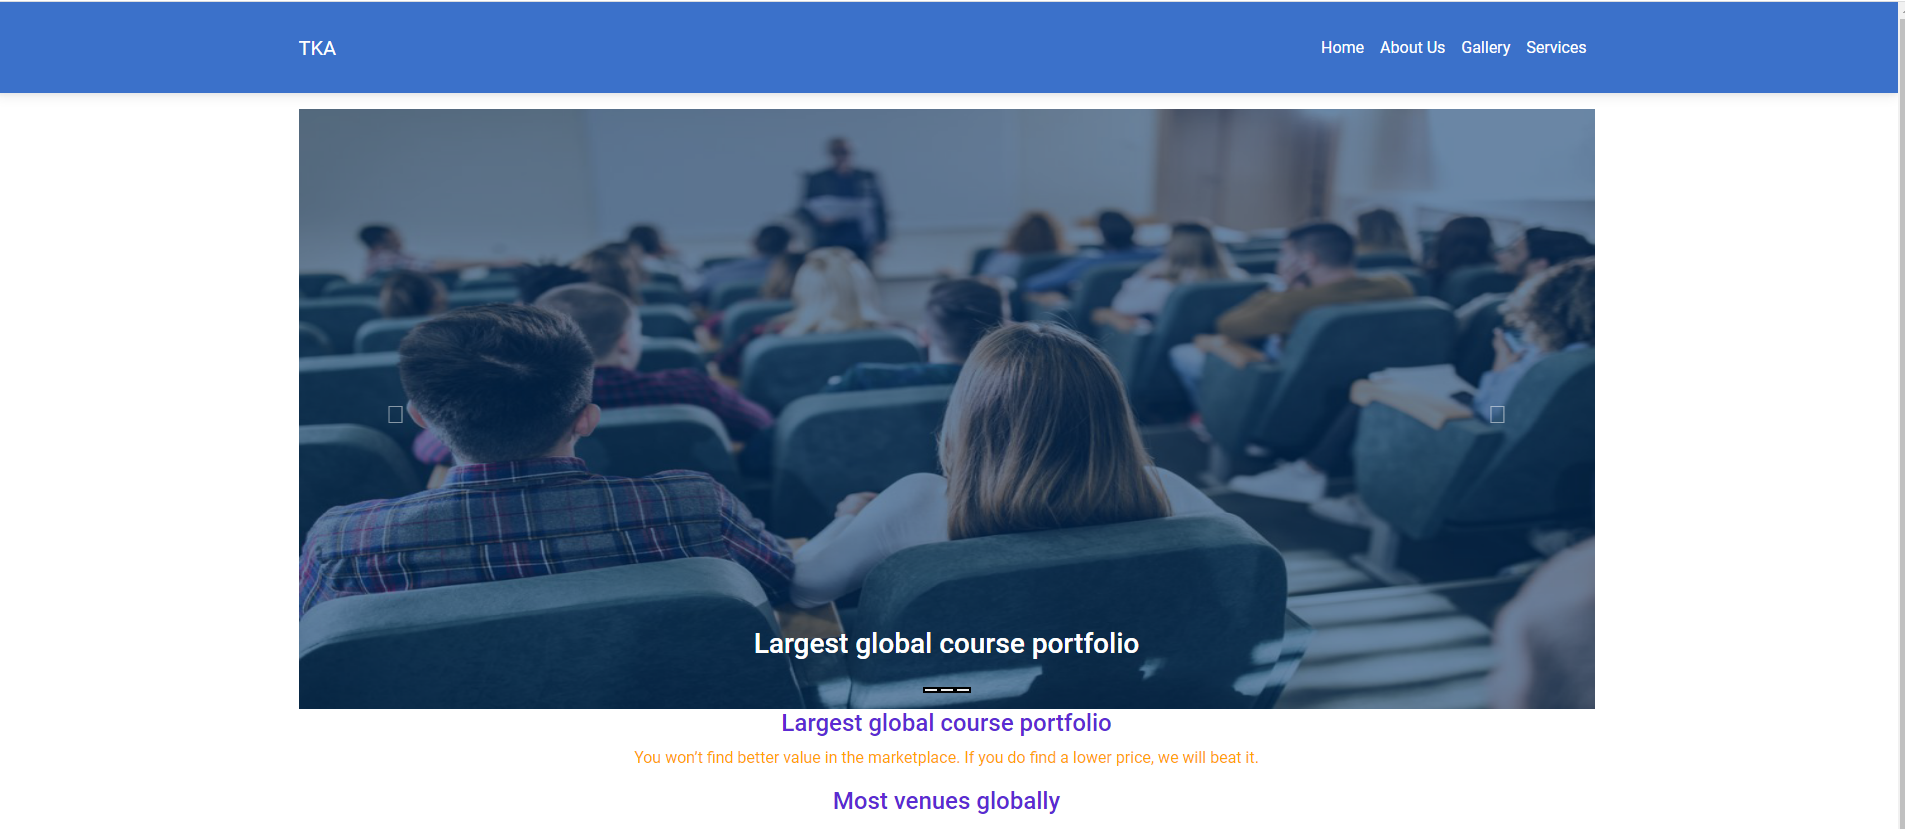 TKA
Home About Us Gallery Services
Largest global course portfolio
Largest global course portfolio
You won’t find better value in the marketplace. If you do find a lower price, we will beat it.
Most venues globally